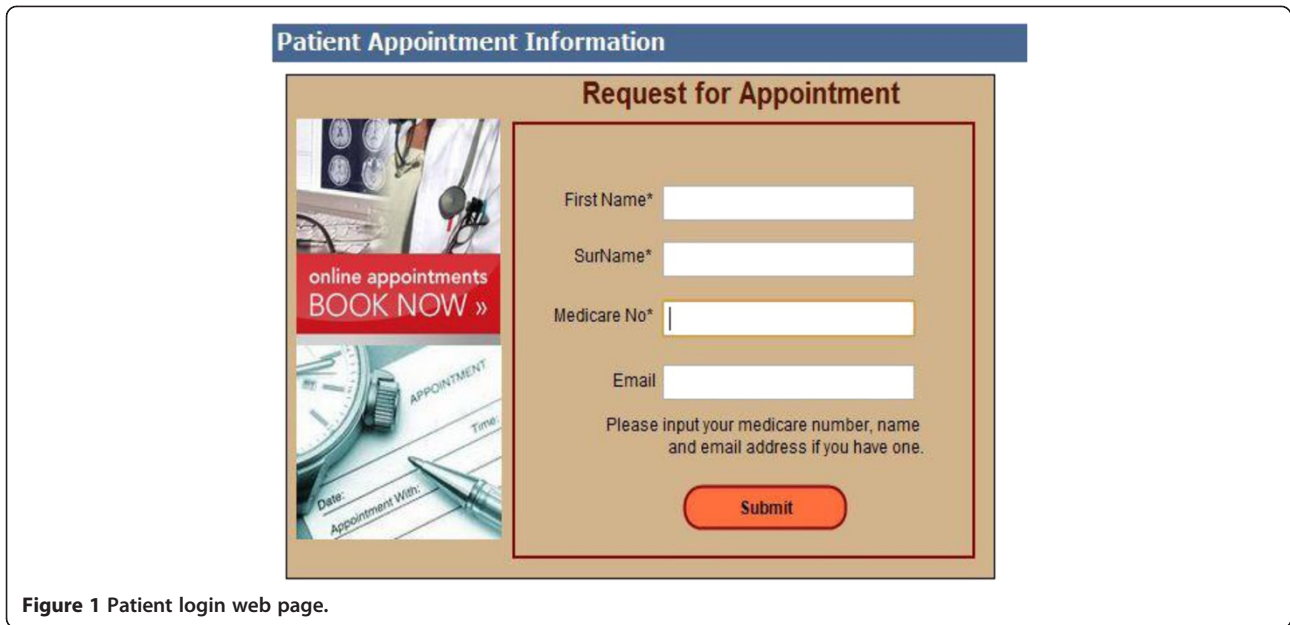 Patient Appointment Information
Request for Appointment
online appointments
BOOK NOW »
APPOINTMENT
Time:
Date:
Appointment With:
First Name*
SurName*
Medicare No*
Email
Please input your medicare number, name
and email address if you have one.
Submit
Figure 1 Patient login web page.